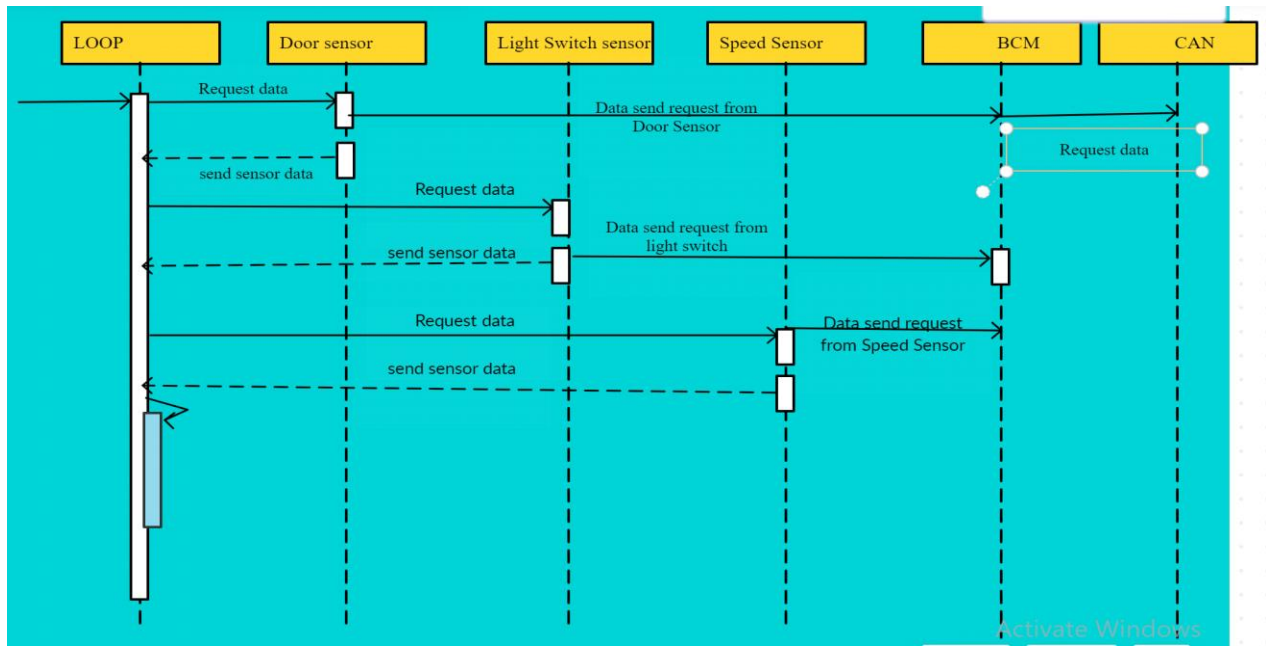 LOOP
Door sensor
Light Switch sensor
Speed Sensor
BCM
CAN
Request data
Data send request from
Door Sensor
Request data
send sensor data
Request data
Data send request from
light switch
send sensor data
Request data
Data send request
from Speed Sensor
send sensor data
Activate Windows